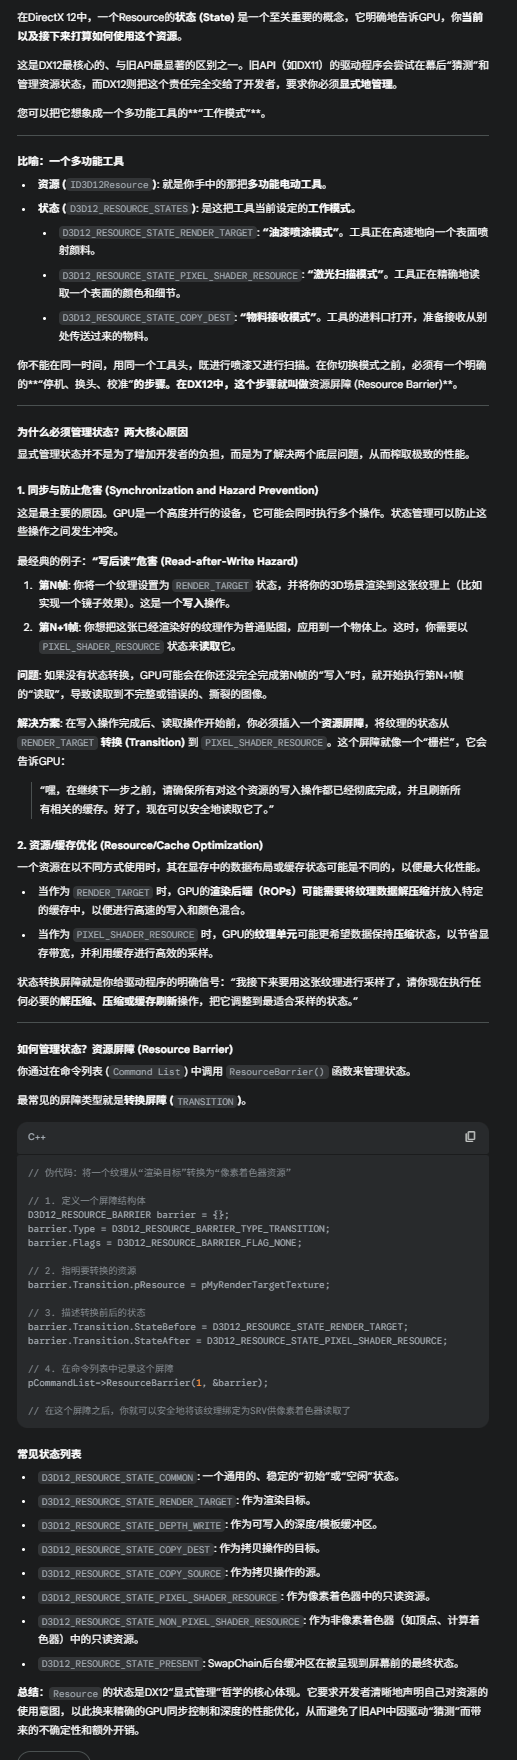 在DirectX 12中，一个Resource的状态 (State) 是一个至关重要的概念，它明确地告诉GPU，你当前
以及接下来打算如何使用这个资源。
这是DX12最核心的、与旧API最显著的区别之一。旧API（如DX11）的驱动程序会尝试在幕后“猜测”和
管理资源状态，而DX12则把这个责任完全交给了开发者，要求你必须显式地管理。
您可以把它想象成一个多功能工具的**“工作模式”**。
比喻：一个多功能工具
• 资源 ( ID3D12Resource ): 就是你手中的那把多功能电动工具。
• 状态 ( D3D12_RESOURCE_STATES ): 是这把工具当前设定的工作模式。
• D3D12_RESOURCE_STATE_RENDER_TARGET : “油漆喷涂模式”。工具正在高速地向一个表面喷
射颜料。
• D3D12_RESOURCE_STATE_PIXEL_SHADER_RESOURCE : “激光扫描模式”。工具正在精确地读
取一个表面的颜色和细节。
• D3D12_RESOURCE_STATE_COPY_DEST : “物料接收模式”。工具的进料口打开，准备接收从别
处传送过来的物料。
你不能在同一时间，用同一个工具头，既进行喷漆又进行扫描。在你切换模式之前，必须有一个明确
的**“停机、换头、校准”的步骤。在DX12中，这个步骤就叫做资源屏障 (Resource Barrier)**。
为什么必须管理状态？两大核心原因
显式管理状态并不是为了增加开发者的负担，而是为了解决两个底层问题，从而榨取极致的性能。
1. 同步与防止危害 (Synchronization and Hazard Prevention)
这是最主要的原因。GPU是一个高度并行的设备，它可能会同时执行多个操作。状态管理可以防止这
些操作之间发生冲突。
最经典的例子：“写后读”危害 (Read-after-Write Hazard)
1. 第N帧: 你将一个纹理设置为 RENDER_TARGET 状态，并将你的3D场景渲染到这张纹理上（比如
实现一个镜子效果）。这是一个写入操作。
2. 第N+1帧: 你想把这张已经渲染好的纹理作为普通贴图，应用到一个物体上。这时，你需要以
PIXEL_SHADER_RESOURCE 状态来读取它。
问题: 如果没有状态转换，GPU可能会在你还没完全完成第N帧的“写入”时，就开始执行第N+1帧
的“读取”，导致读取到不完整或错误的、撕裂的图像。
解决方案: 在写入操作完成后、读取操作开始前，你必须插入一个资源屏障，将纹理的状态从
RENDER_TARGET 转换 (Transition) 到 PIXEL_SHADER_RESOURCE 。这个屏障就像一个“栅栏”，它会
告诉GPU：
“嘿，在继续下一步之前，请确保所有对这个资源的写入操作都已经彻底完成，并且刷新所
有相关的缓存。好了，现在可以安全地读取它了。”
2. 资源/缓存优化 (Resource/Cache Optimization)
一个资源在以不同方式使用时，其在显存中的数据布局或缓存状态可能是不同的，以便最大化性能。
• 当作为 RENDER_TARGET 时，GPU的渲染后端（ROPs）可能需要将纹理数据解压缩并放入特定
的缓存中，以便进行高速的写入和颜色混合。
• 当作为 PIXEL_SHADER_RESOURCE 时，GPU的纹理单元可能更希望数据保持压缩状态，以节省显
存带宽，并利用缓存进行高效的采样。
状态转换屏障就是你给驱动程序的明确信号：“我接下来要用这张纹理进行采样了，请你现在执行任
何必要的解压缩、压缩或缓存刷新操作，把它调整到最适合采样的状态。”
如何管理状态？资源屏障 (Resource Barrier)
你通过在命令列表 ( Command List ) 中调用 ResourceBarrier() 函数来管理状态。
最常见的屏障类型就是转换屏障 ( TRANSITION )。
C++
// 伪代码：将一个纹理从“渲染目标”转换为“像素着色器资源”
// 1. 定义一个屏障结构体
D3D12_RESOURCE_BARRIER barrier = {};
barrier.Type = D3D12_RESOURCE_BARRIER_TYPE_TRANSITION;
barrier.Flags = D3D12_RESOURCE_BARRIER_FLAG_NONE;
// 2. 指明要转换的资源
barrier.Transition.pResource = pMyRenderTargetTexture;
// 3. 描述转换前后的状态
barrier.Transition.StateBefore = D3D12_RESOURCE_STATE_RENDER_TARGET;
barrier.Transition.StateAfter = D3D12_RESOURCE_STATE_PIXEL_SHADER_RESOURCE;
// 4. 在命令列表中记录这个屏障
pCommandList->ResourceBarrier(1, &barrier);
// 在这个屏障之后，你就可以安全地将该纹理绑定为SRV供像素着色器读取了
常见状态列表
• D3D12_RESOURCE_STATE_COMMON : 一个通用的、稳定的“初始”或“空闲”状态。
• D3D12_RESOURCE_STATE_RENDER_TARGET : 作为渲染目标。
• D3D12_RESOURCE_STATE_DEPTH_WRITE : 作为可写入的深度/模板缓冲区。
• D3D12_RESOURCE_STATE_COPY_DEST : 作为拷贝操作的目标。
• D3D12_RESOURCE_STATE_COPY_SOURCE : 作为拷贝操作的源。
• D3D12_RESOURCE_STATE_PIXEL_SHADER_RESOURCE : 作为像素着色器中的只读资源。
• D3D12_RESOURCE_STATE_NON_PIXEL_SHADER_RESOURCE : 作为非像素着色器（如顶点、计算着
色器）中的只读资源。
• D3D12_RESOURCE_STATE_PRESENT : SwapChain后台缓冲区在被呈现到屏幕前的最终状态。
总结： Resource 的状态是DX12“显式管理”哲学的核心体现。它要求开发者清晰地声明自己对资源的
使用意图，以此换来精确的GPU同步控制和深度的性能优化，从而避免了旧API中因驱动“猜测”而带
来的不确定性和额外开销。